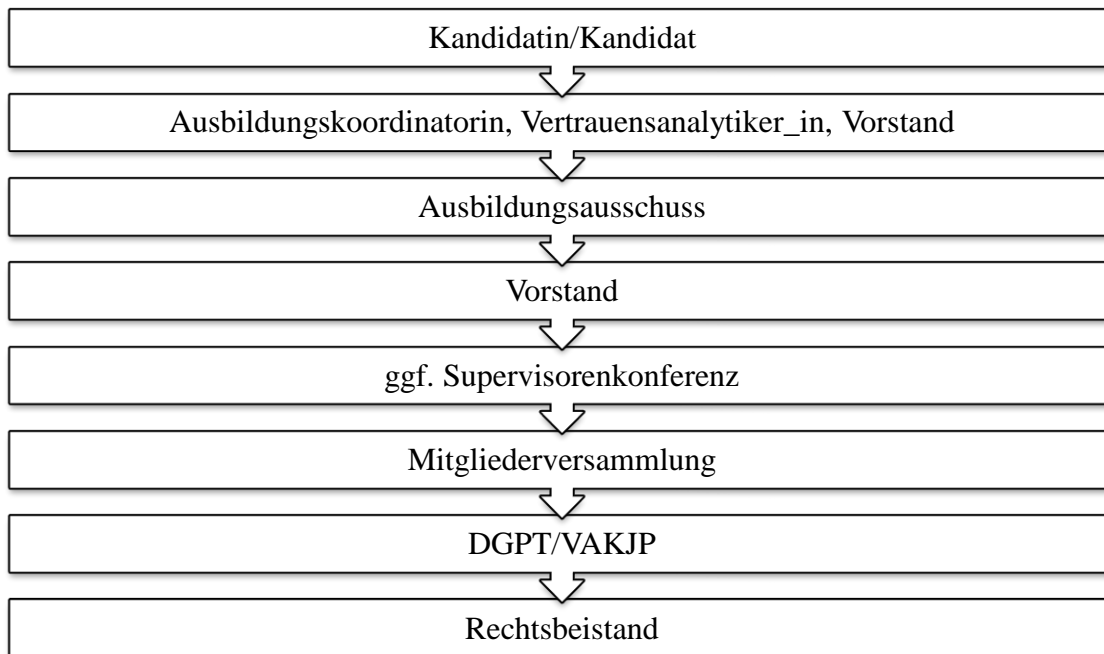 Kandidatin/Kandidat
Ausbildungskoordinatorin, Vertrauensanalytiker_in, Vorstand
Ausbildungsausschuss
Vorstand
ggf. Supervisorenkonferenz
Mitgliederversammlung
DGPT/VAKJP
Rechtsbeistand